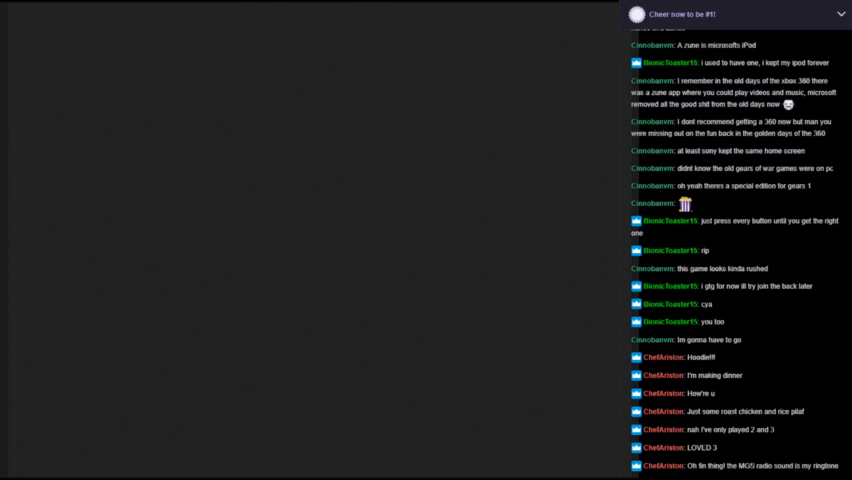 Cheer now to be #1!
Cinnobanvm: A zune is microsofts iPod
BionicToaster15: i used to have one, i kept my ipod forever
Cinnobanvm: I remember in the old days of the xbox 360 there
was a zune app where you could play videos and music, microsoft
removed all the good shit from the old days now
Cinnobanvm: I dont recommend getting a 360 now but man you
were missing out on the fun back in the golden days of the 360
Cinnobanvm: at least sony kept the same home screen
Cinnobanvm: didnt know the old gears of war games were on pc
Cinnobanvm: oh yeah theres a special edition for gears 1
Cinnobanvm:
BionicToaster15: just press every button until you get the right
one
BionicToaster15: rip
Cinnobanvm: this game looks kinda rushed
BionicToaster15: i gtg for now ill try join the back later
BionicToaster15: cya
BionicToaster15: you too
Cinnobanvm: Im gonna have to go
ChefAriston: Hoodie!!!
ChefAriston: I'm making dinner
ChefAriston: How're u
ChefAriston: Just some roast chicken and rice pilaf
ChefAriston: nah I've only played 2 and 3
ChefAriston: LOVED 3
ChefAriston: Oh fin thing! the MGS radio sound is my ringtone